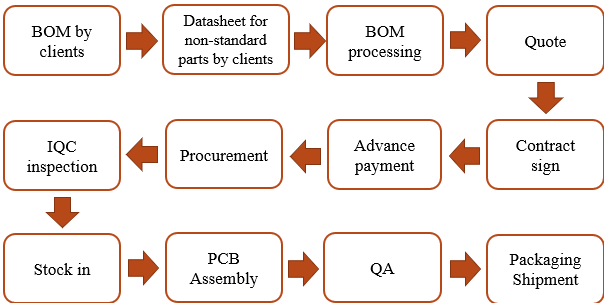 BOM by
clients
Datasheet for
non-standard
parts by clients
BOM
processing
Quote
Contract
sign
Advance
payment
Procurement
IQC
inspection
Stock in
PCB
Assembly
QA
Packaging
Shipment